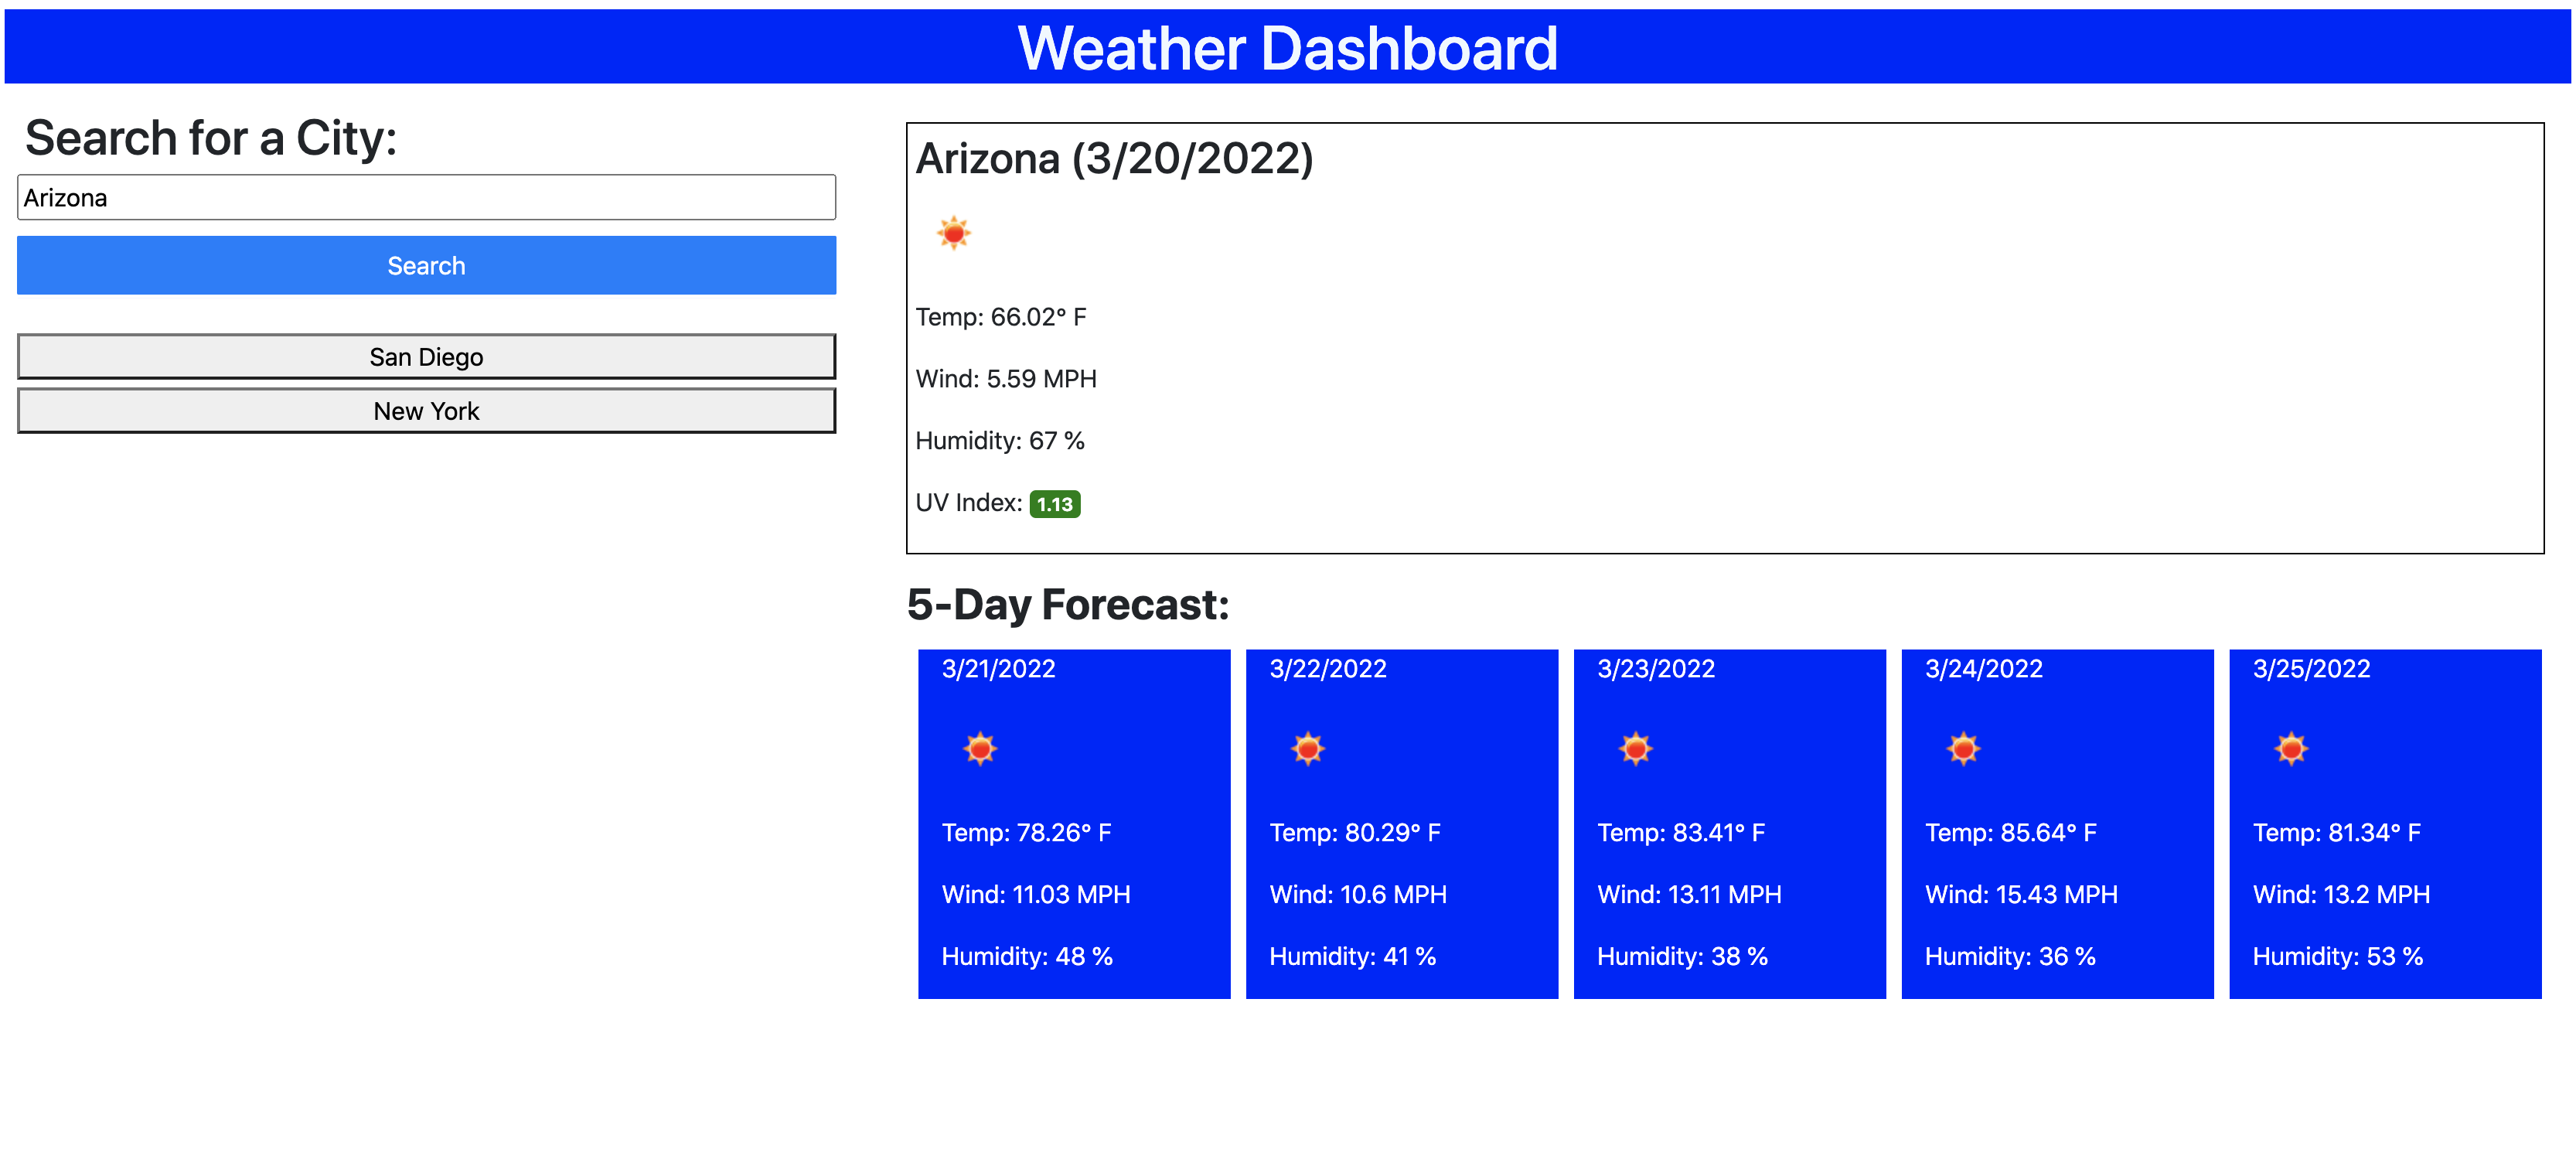 Weather Dashboard
Search for a City:
Arizona
Search
San Diego
New York
Arizona (3/20/2022)
Temp: 66.02° F
Wind: 5.59 MPH
Humidity: 67 %
UV Index: 1.13
5-Day Forecast:
3/21/2022
Temp: 78.26° F
Wind: 11.03 MPH
Humidity: 48 %
3/22/2022
Temp: 80.29° F
Wind: 10.6 MPH
Humidity: 41 %
3/23/2022
Temp: 83.41° F
Wind: 13.11 MPH
Humidity: 38 %
3/24/2022
Temp: 85.64° F
Wind: 15.43 MPH
Humidity: 36 %
3/25/2022
Temp: 81.34° F
Wind: 13.2 MPH
Humidity: 53 %